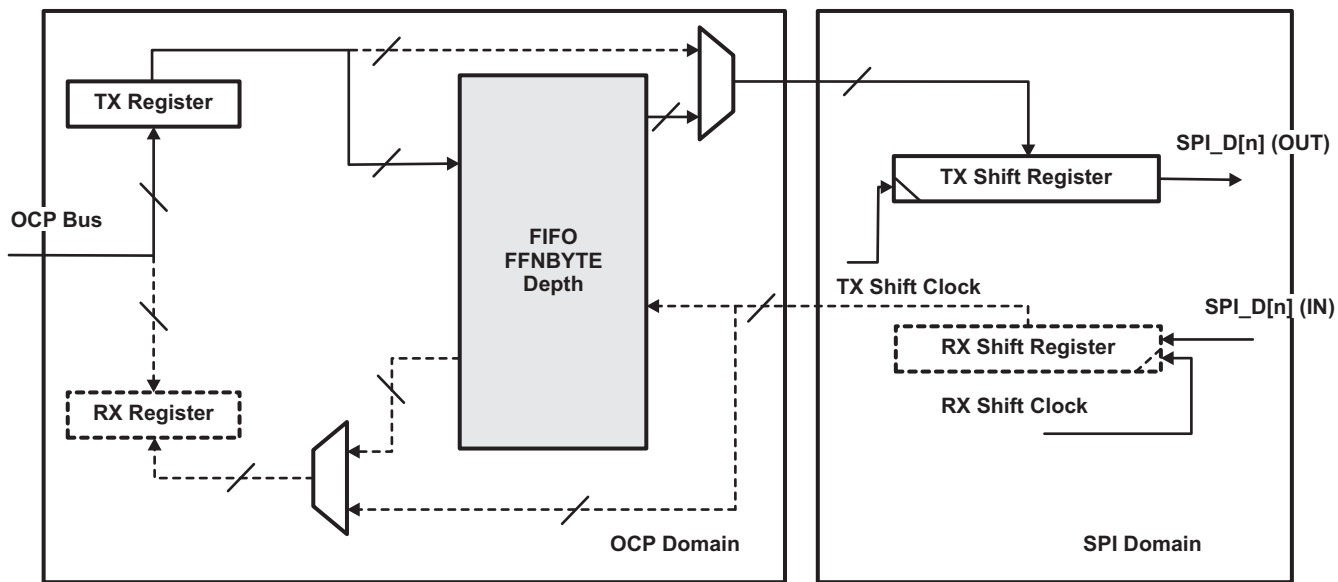 TX Register
SPI_D[n] (OUT)
TX Shift Register
OCP Bus
FIFO
FFNBYTE
Depth
TX Shift Clock
SPI_D[n] (IN)
RX Shift Register
RX Register
RX Shift Clock
OCP Domain
SPI Domain